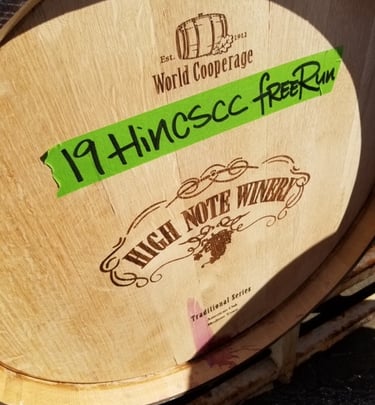 Est. 1912
World Cooperage
19 HinCSCC FREERun
HIGH NOTE WINERY
Traditional Series